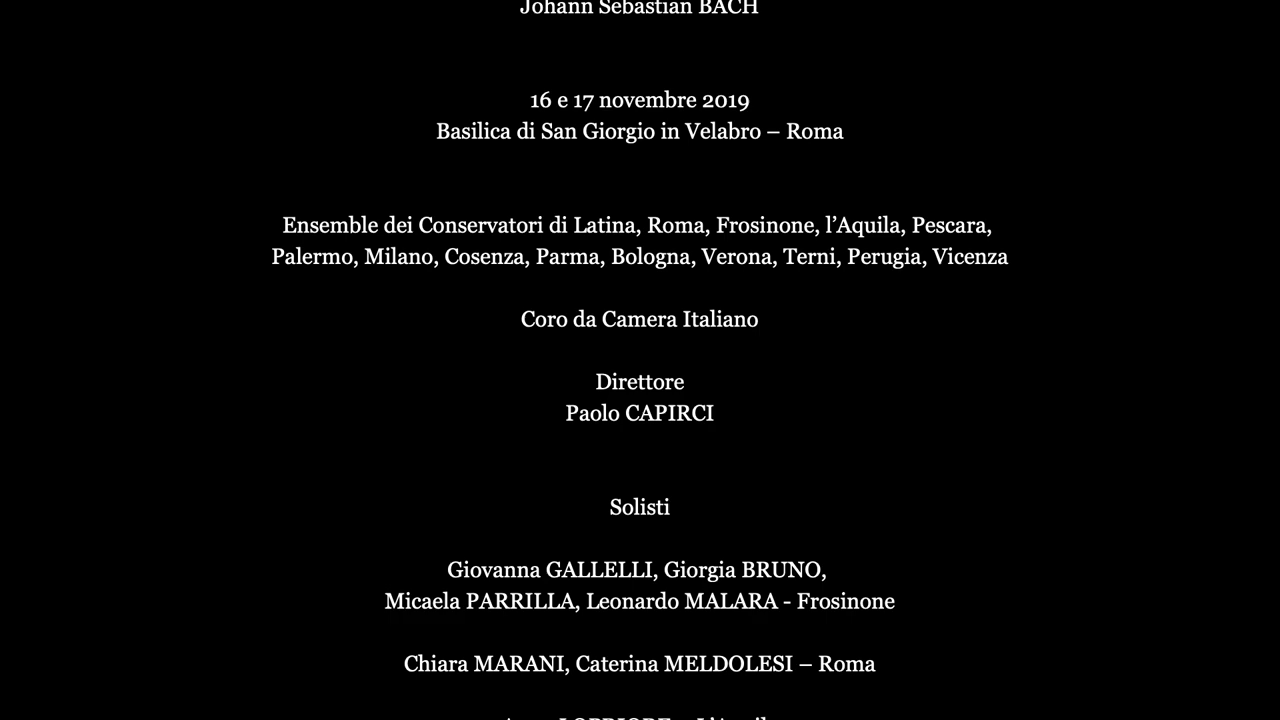 Johann Sebastian BACH
16 e 17 novembre 2019
Basilica di San Giorgio in Velabro – Roma
Ensemble dei Conservatori di Latina, Roma, Frosinone, l’Aquila, Pescara,
Palermo, Milano, Cosenza, Parma, Bologna, Verona, Terni, Perugia, Vicenza
Coro da Camera Italiano
Direttore
Paolo CAPIRCI
Solisti
Giovanna GALLELLI, Giorgia BRUNO,
Micaela PARRILLA, Leonardo MALARA - Frosinone
Chiara MARANI, Caterina MELDOLESI – Roma